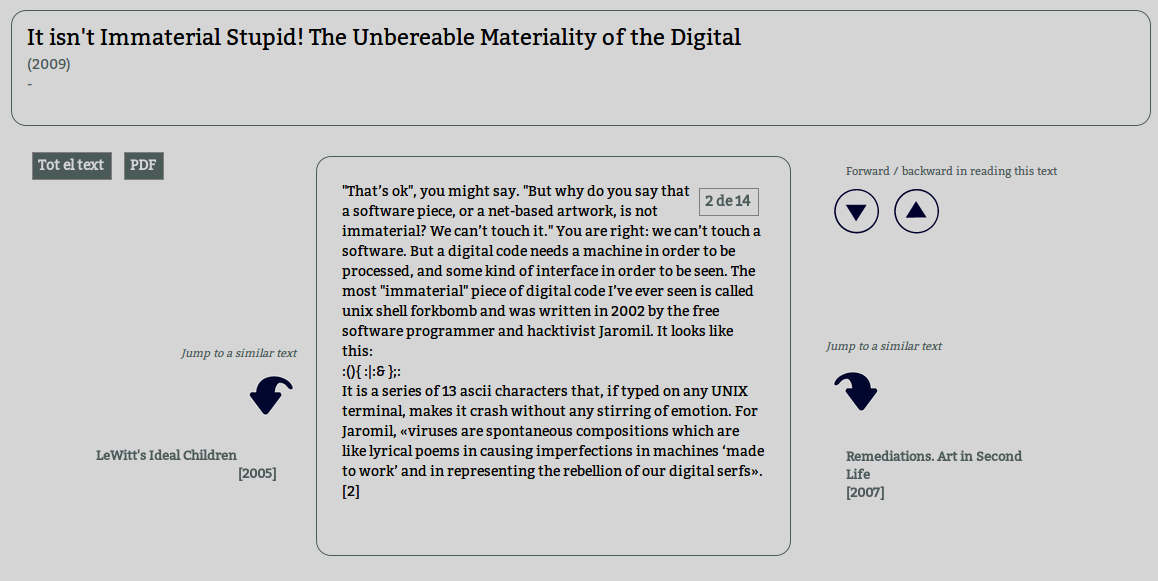 It isn't Immaterial Stupid! The Unbereable Materiality of the Digital
(2009)
-
Tot el text
PDF
"That’s ok", you might say. "But why do you say that
2 de 14
a software piece, or a net-based artwork, is not
immaterial? We can’t touch it." You are right: we can’t touch a
software. But a digital code needs a machine in order to be
processed, and some kind of interface in order to be seen. The
most "immaterial" piece of digital code I’ve ever seen is called
unix shell forkbomb and was written in 2002 by the free
software programmer and hacktivist Jaromil. It looks like
this:
:(){ :|:& };:
It is a series of 13 ascii characters that, if typed on any UNIX
terminal, makes it crash without any stirring of emotion. For
Jaromil, «viruses are spontaneous compositions which are
like lyrical poems in causing imperfections in machines ‘made
to work’ and in representing the rebellion of our digital serfs».
[2]
Forward / backward in reading this text
Jump to a similar text
LeWitt's Ideal Children
[2005]
Jump to a similar text
Remediations. Art in Second
Life
[2007]